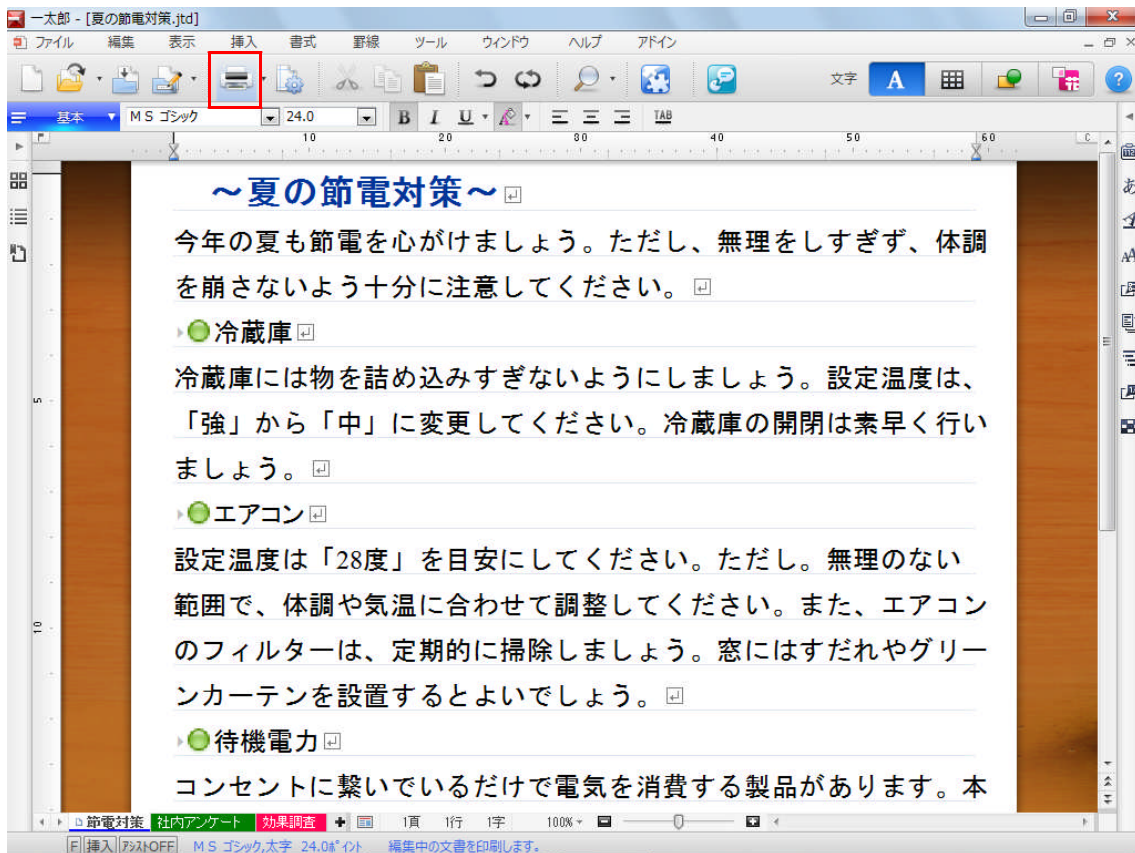 一太郎 - [夏の節電対策.jtd]
ファイル 編集 表示 挿入 書式 罫線 ツール ウィンドウ ヘルプ アドイン
文字 A ?
基本 ＭＳ ゴシック 24.0 B I U TAB
10 20 30 40 50 60
～夏の節電対策～
今年の夏も節電を心がけましょう。ただし、無理をしすぎず、体調
を崩さないよう十分に注意してください。
冷蔵庫
冷蔵庫には物を詰め込みすぎないようにしましょう。設定温度は、
「強」から「中」に変更してください。冷蔵庫の開閉は素早く行い
ましょう。
エアコン
設定温度は「28度」を目安にしてください。ただし。無理のない
範囲で、体調や気温に合わせて調整してください。また、エアコン
のフィルターは、定期的に掃除しましょう。窓にはすだれやグリー
ンカーテンを設置するとよいでしょう。
待機電力
コンセントに繋いでいるだけで電気を消費する製品があります。本
節電対策 社内アンケート 効果調査 1頁 1行 1字 100%
F 挿入 ｱｼｽﾄOFF ＭＳ ゴシック,太字 24.0ﾎﾟｲﾝﾄ 編集中の文書を印刷します。